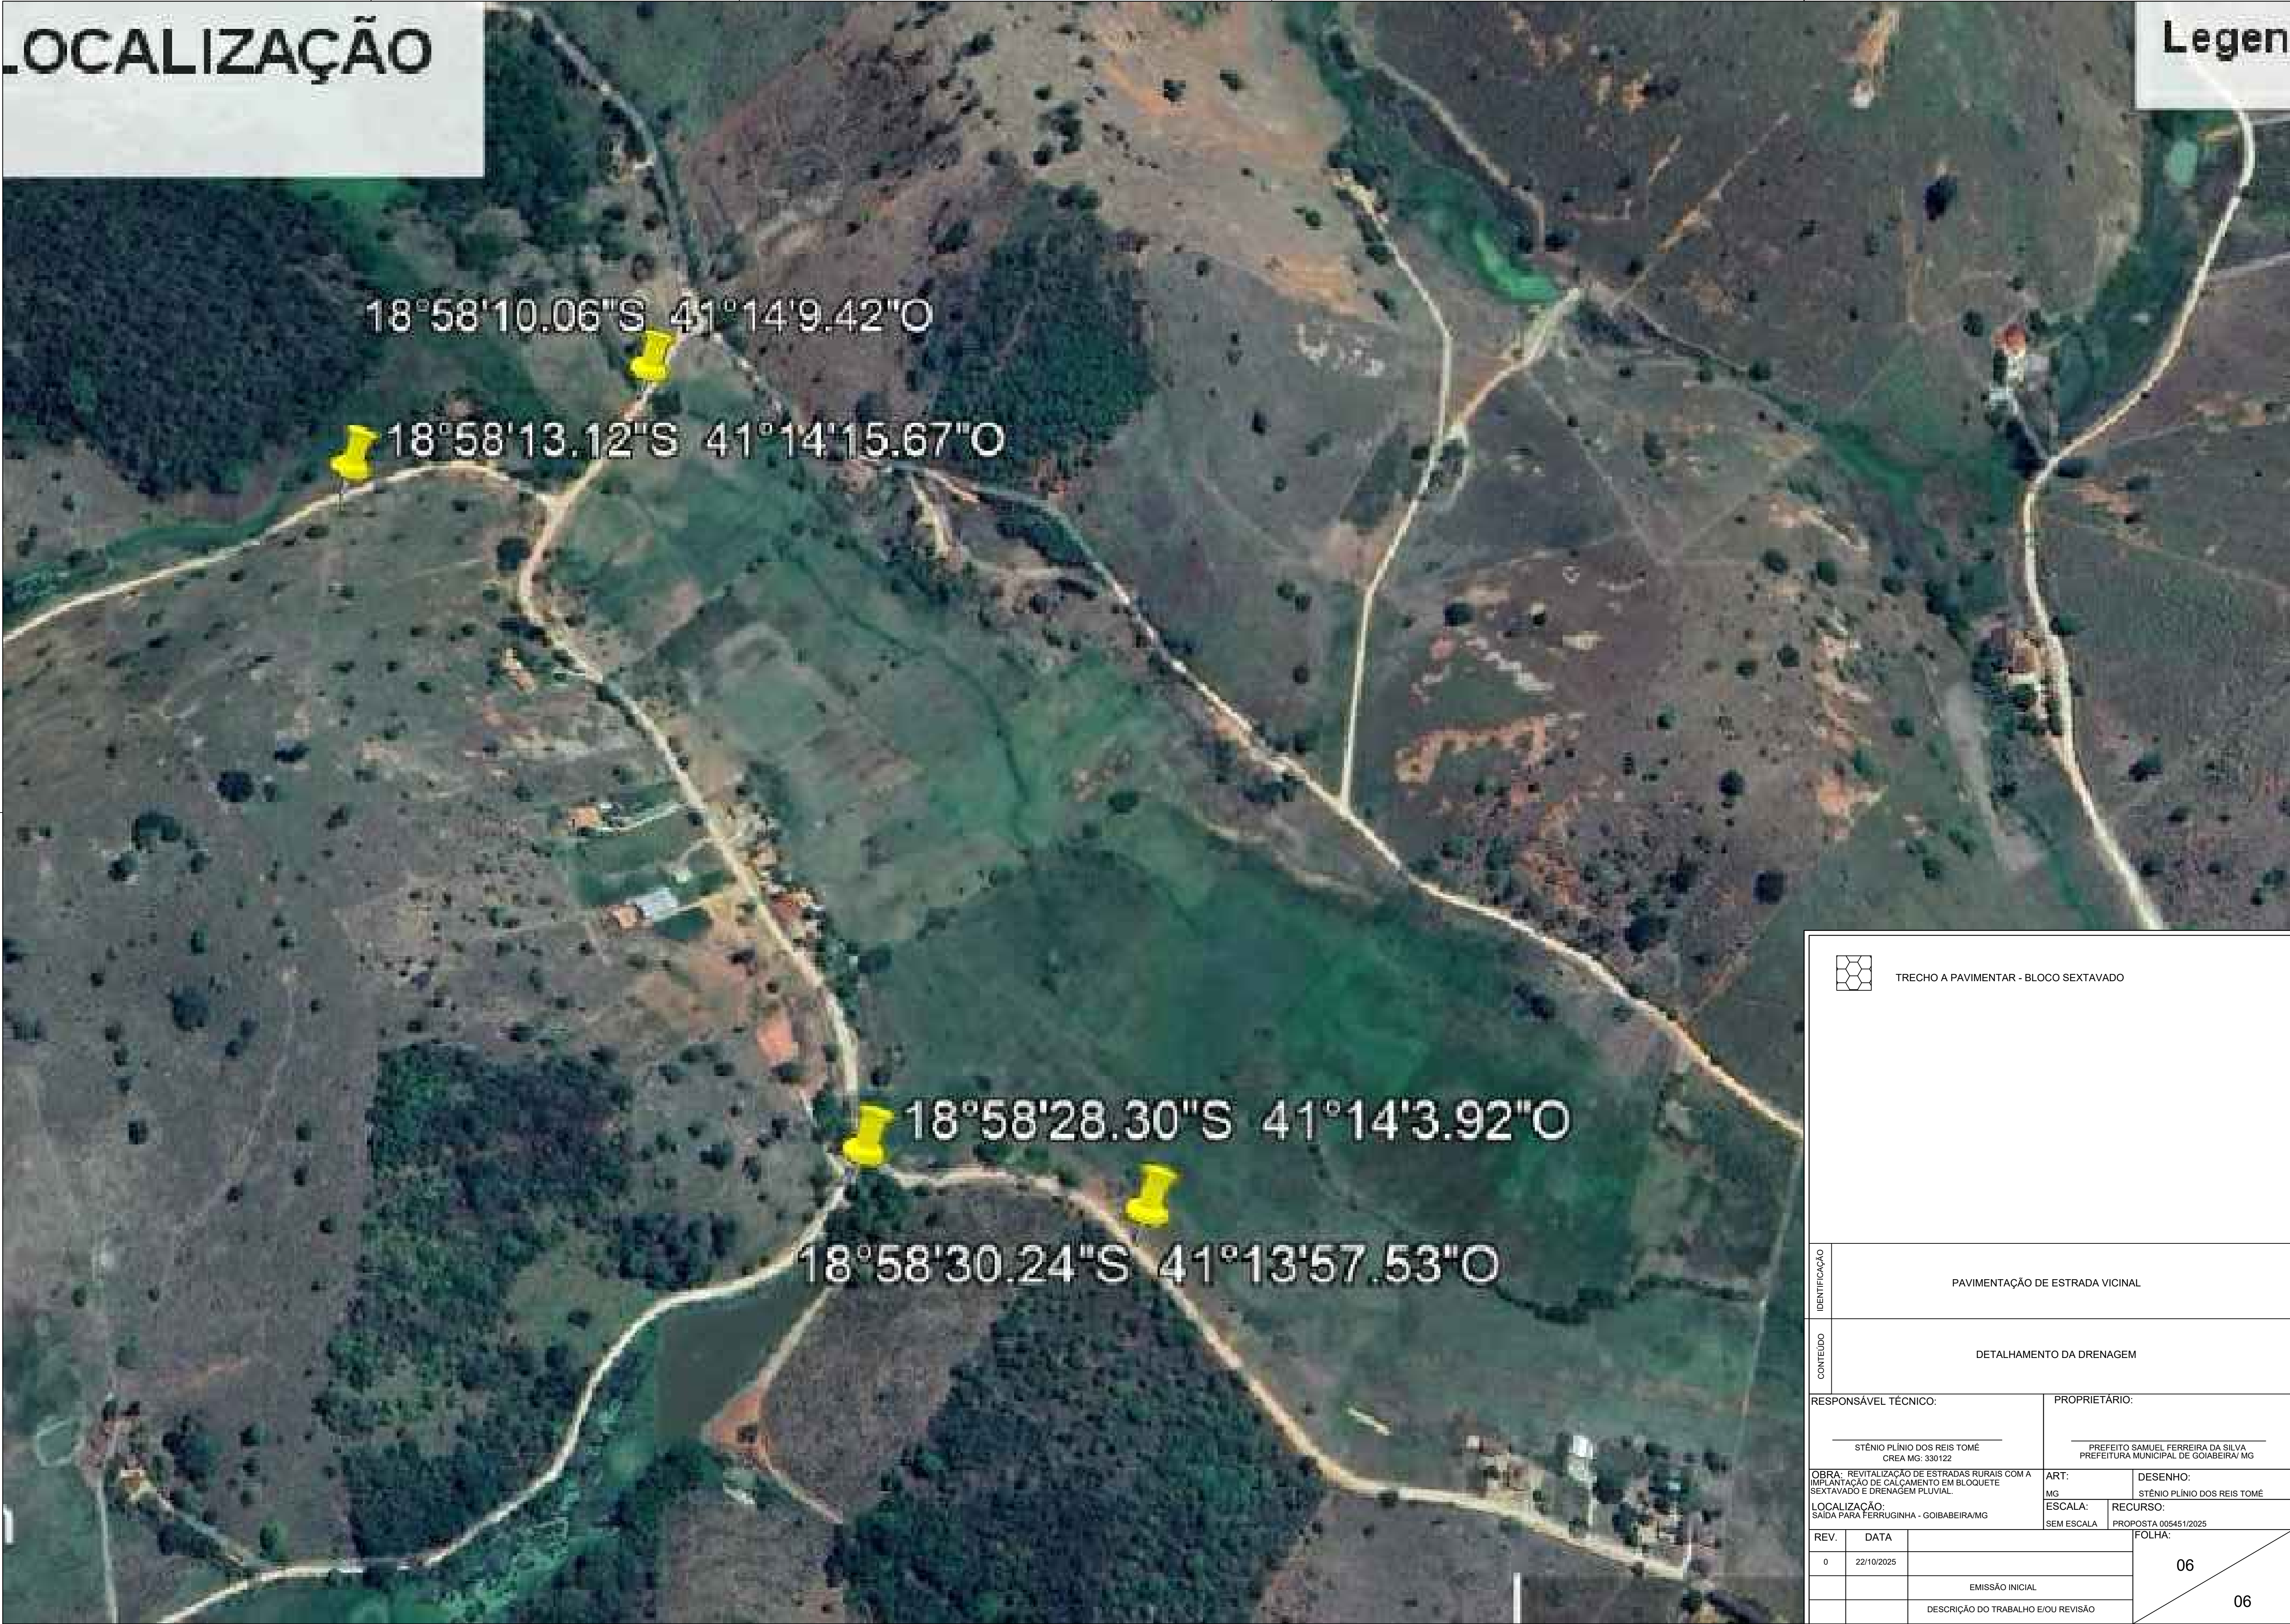 LOCALIZAÇÃO
Legen
18°58'10.06"S 41°14'9.42"O
18°58'13.12"S 41°14'15.67"O
18°58'28.30"S 41°14'3.92"O
18°58'30.24"S 41°13'57.53"O
TRECHO A PAVIMENTAR - BLOCO SEXTAVADO
IDENTIFICAÇÃO
PAVIMENTAÇÃO DE ESTRADA VICINAL
CONTEÚDO
DETALHAMENTO DA DRENAGEM
RESPONSÁVEL TÉCNICO:
STÊNIO PLÍNIO DOS REIS TOMÉ
CREA MG: 330122
PROPRIETÁRIO:
PREFEITO SAMUEL FERREIRA DA SILVA
PREFEITURA MUNICIPAL DE GOIABEIRA/ MG
OBRA: REVITALIZAÇÃO DE ESTRADAS RURAIS COM A
IMPLANTAÇÃO DE CALÇAMENTO EM BLOQUETE
SEXTAVADO E DRENAGEM PLUVIAL.
LOCALIZAÇÃO:
SAÍDA PARA FERRUGINHA - GOIBABEIRA/MG
ART:
MG
DESENHO:
STÊNIO PLÍNIO DOS REIS TOMÉ
ESCALA:
SEM ESCALA
RECURSO:
PROPOSTA 005451/2025
REV. DATA
0 22/10/2025
EMISSÃO INICIAL
DESCRIÇÃO DO TRABALHO E/OU REVISÃO
FOLHA:
06
06